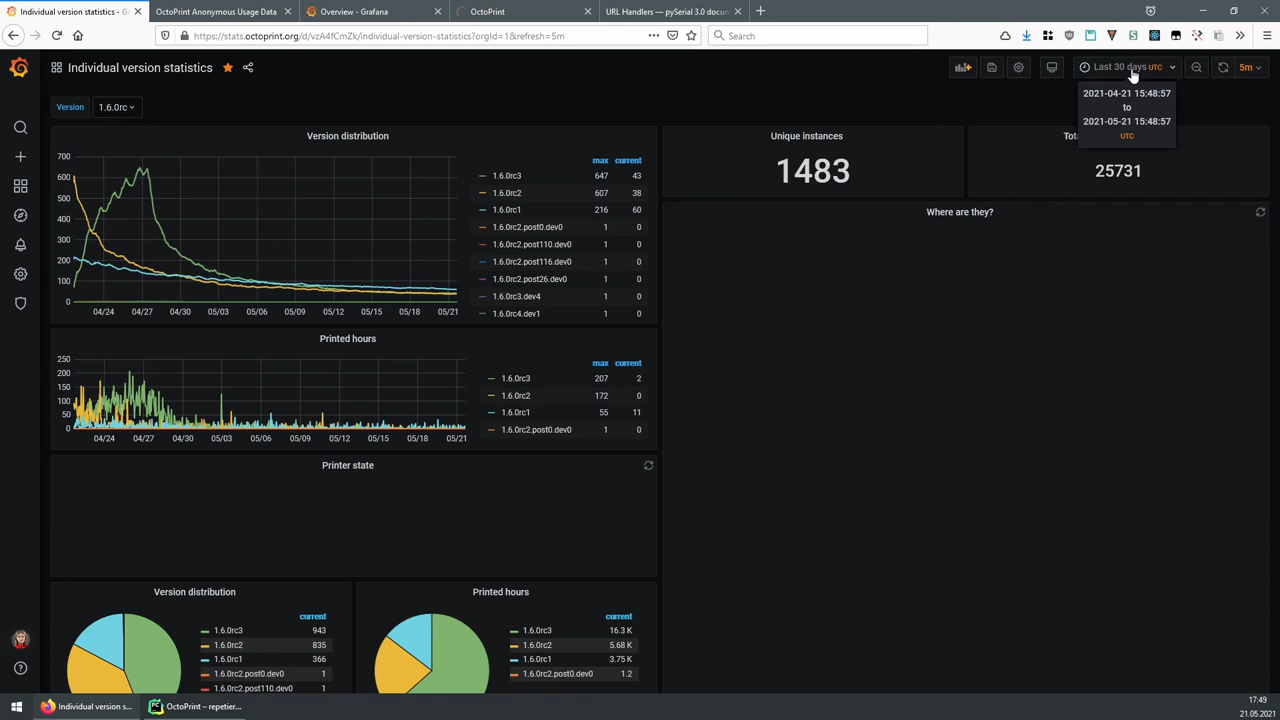 Individual version statistics - G
OctoPrint Anonymous Usage Data
Overview - Grafana
OctoPrint
URL Handlers — pySerial 3.0 docum
https://stats.octoprint.org/d/vzA4fCmZk/individual-version-statistics?orgId=1&refresh=5m
Search
Individual version statistics
Last 30 days UTC
5m
2021-04-21 15:48:57
to
2021-05-21 15:48:57
UTC
Version
1.6.0rc
Version distribution
700
600
500
400
300
200
100
0
04/24 04/27 04/30 05/03 05/06 05/09 05/12 05/15 05/18 05/21
max current
1.6.0rc3 647 43
1.6.0rc2 607 38
1.6.0rc1 216 60
1.6.0rc2.post0.dev0 1 0
1.6.0rc2.post110.dev0 1 0
1.6.0rc2.post116.dev0 1 0
1.6.0rc2.post26.dev0 1 0
1.6.0rc3.dev4 1 0
1.6.0rc4.dev1 1 0
Unique instances
1483
25731
Where are they?
Printed hours
250
200
150
100
50
0
04/24 04/27 04/30 05/03 05/06 05/09 05/12 05/15 05/18 05/21
max current
1.6.0rc3 207 2
1.6.0rc2 172 0
1.6.0rc1 55 11
1.6.0rc2.post0.dev0 1 0
Printer state
Version distribution
current
1.6.0rc3 943
1.6.0rc2 835
1.6.0rc1 366
1.6.0rc2.post0.dev0 1
1.6.0rc2.post110.dev0 1
Printed hours
current
1.6.0rc3 16.3 K
1.6.0rc2 5.68 K
1.6.0rc1 3.75 K
1.6.0rc2.post0.dev0 1.2
Individual version s...
OctoPrint – repetier...
17:49
21.05.2021